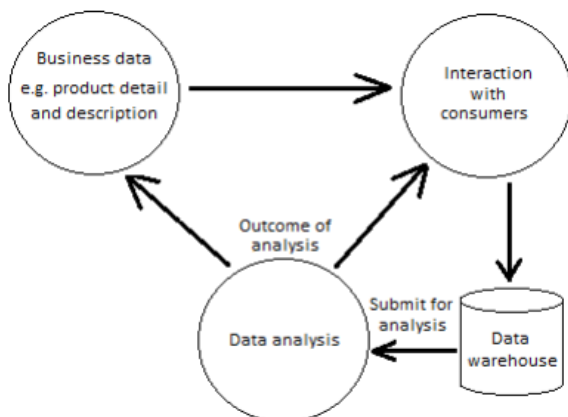 Business data
e.g. product detail
and description
Interaction
with
consumers
Outcome of
analysis
Submit for
analysis
Data analysis
Data
warehouse